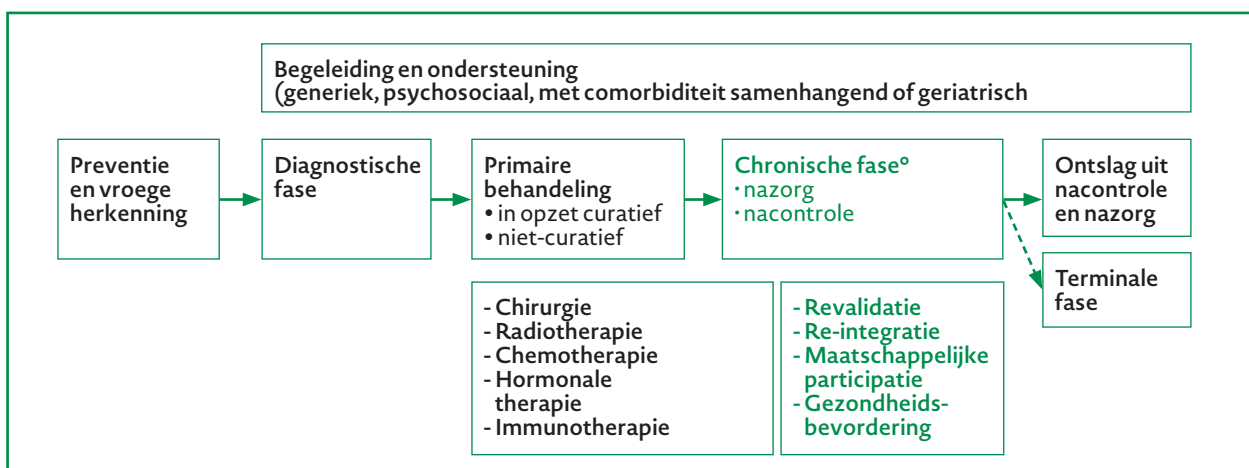 Begeleiding en ondersteuning
(generiek, psychosociaal, met comorbiditeit samenhangend of geriatrisch
Preventie
en vroege
herkenning
Diagnostische
fase
Primaire
behandeling
• in opzet curatief
• niet-curatief
Chronische faseº
· nazorg
· nacontrole
Ontslag uit
nacontrole
en nazorg
Terminale
fase
- Chirurgie
- Radiotherapie
- Chemotherapie
- Hormonale
therapie
- Immunotherapie
- Revalidatie
- Re-integratie
- Maatschappelijke
participatie
- Gezondheids-
bevordering